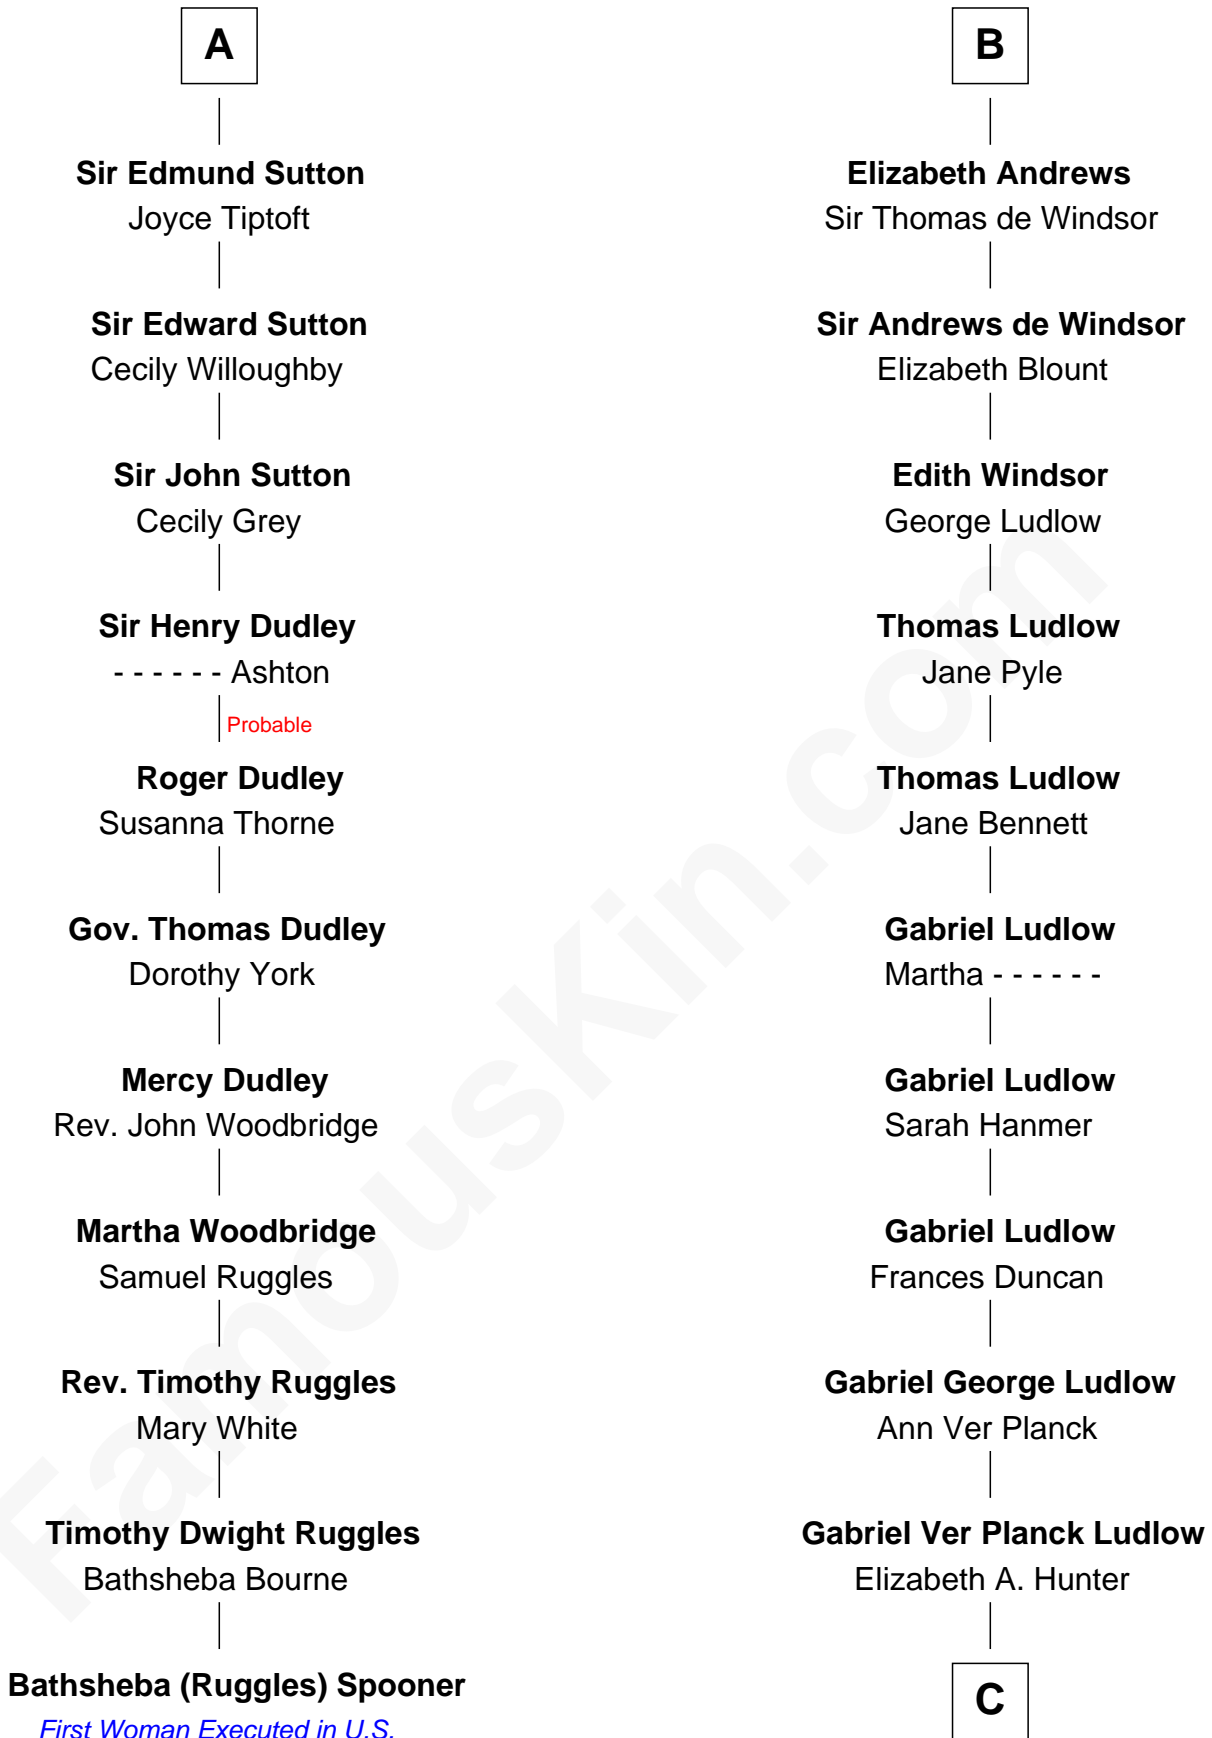 A
Sir Edmund Sutton
Joyce Tiptoft
Sir Edward Sutton
Cecily Willoughby
Sir John Sutton
Cecily Grey
Sir Henry Dudley
- - - - - - Ashton
Probable
Roger Dudley
Susanna Thorne
Gov. Thomas Dudley
Dorothy York
Mercy Dudley
Rev. John Woodbridge
Martha Woodbridge
Samuel Ruggles
Rev. Timothy Ruggles
Mary White
Timothy Dwight Ruggles
Bathsheba Bourne
Bathsheba (Ruggles) Spooner
First Woman Executed in U.S.
B
Elizabeth Andrews
Sir Thomas de Windsor
Sir Andrews de Windsor
Elizabeth Blount
Edith Windsor
George Ludlow
Thomas Ludlow
Jane Pyle
Thomas Ludlow
Jane Bennett
Gabriel Ludlow
Martha - - - - - -
Gabriel Ludlow
Sarah Hanmer
Gabriel Ludlow
Frances Duncan
Gabriel George Ludlow
Ann Ver Planck
Gabriel Ver Planck Ludlow
Elizabeth A. Hunter
C
FamousKin.com